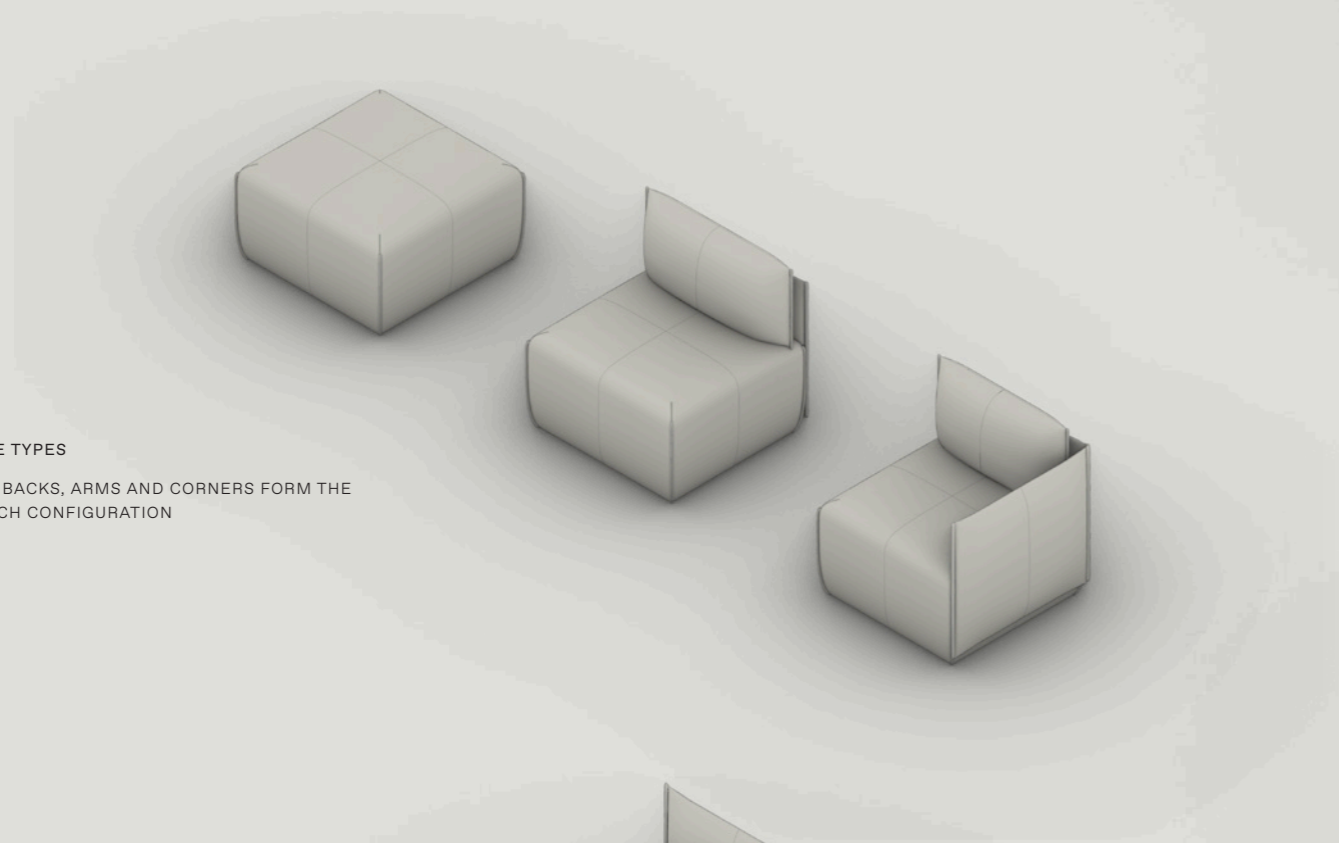 E TYPES
BACKS, ARMS AND CORNERS FORM THE
CH CONFIGURATION